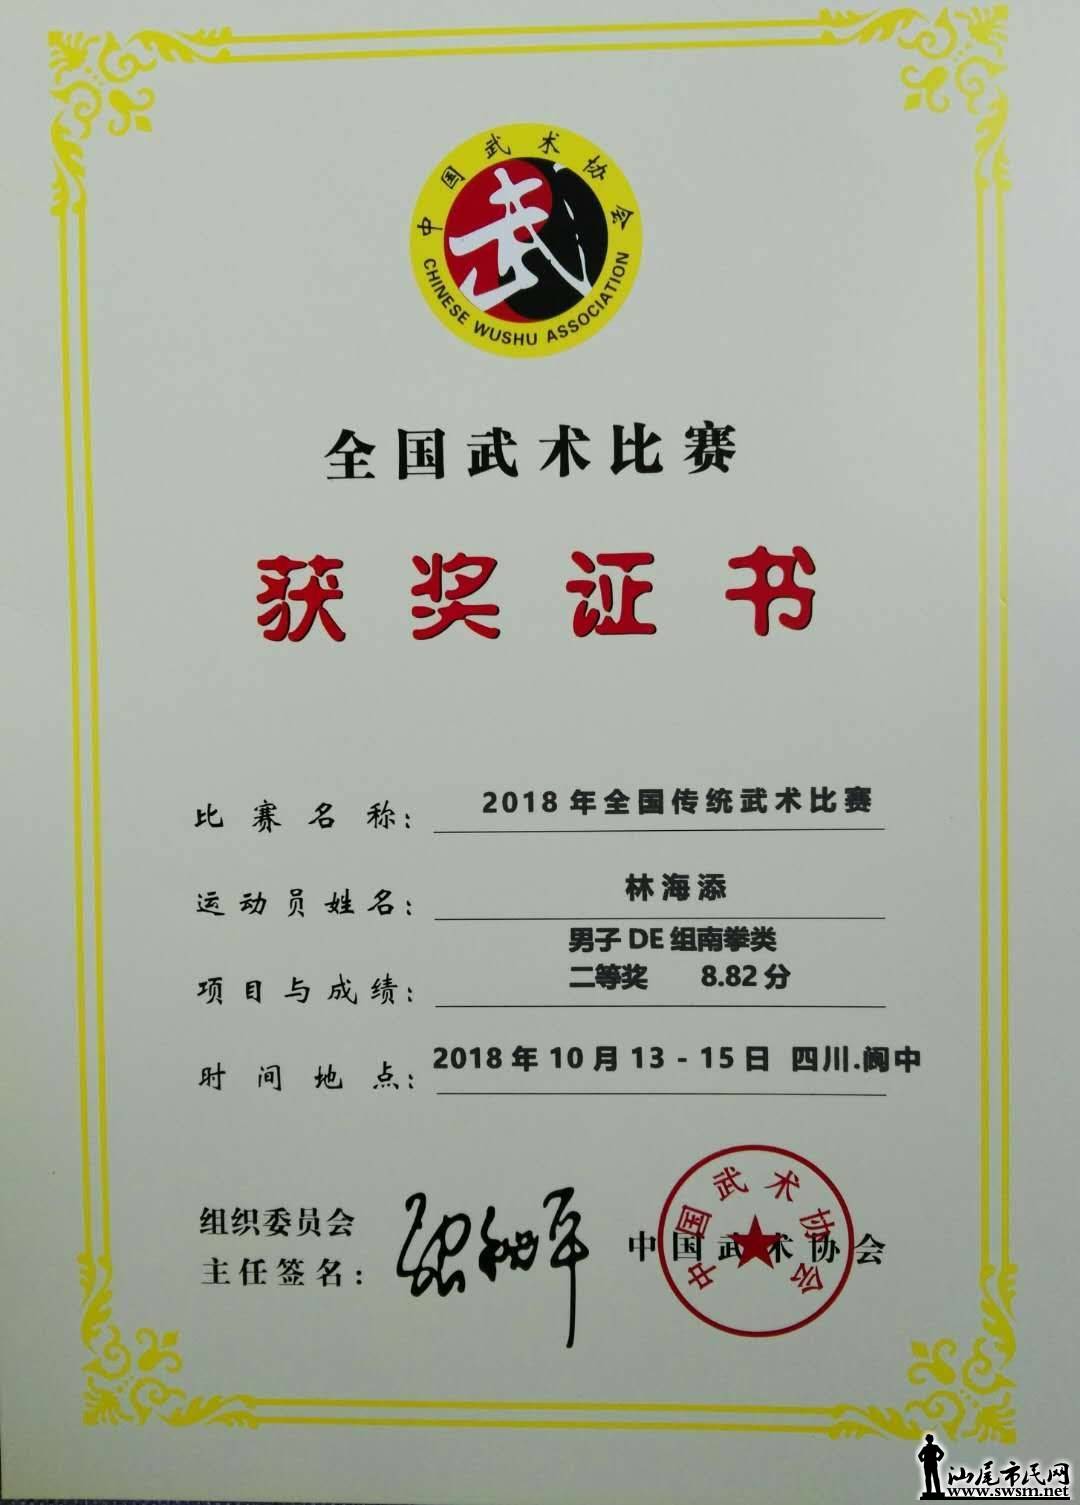 中国武术协会
武
CHINESE WUSHU ASSOCIATION
全国武术比赛
获奖证书
比赛名称： 2018年全国传统武术比赛
运动员姓名： 林海添
男子DE组南拳类
项目与成绩： 二等奖 8.82分
时间地点： 2018年10月13-15日 四川.阆中
组织委员会
主任签名：
中国武术协会
中国武术协会
汕尾市民网
www.swsm.net